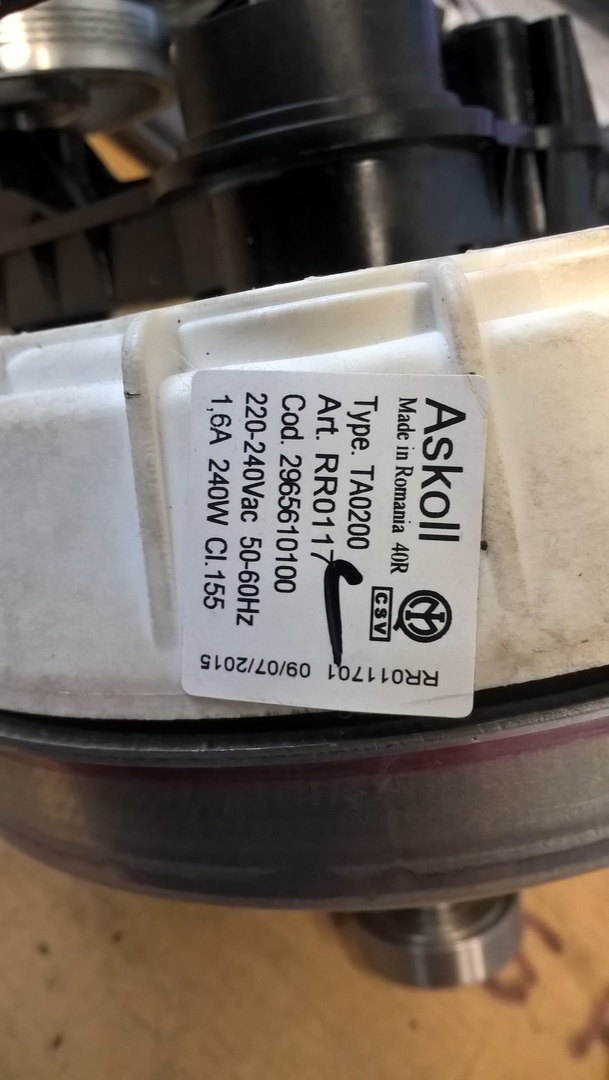 Askoll
Made in Romania 40R
CSV
Type. TA0200
Art. RR0117
Cod. 2965610100
220-240Vac 50-60Hz
1,6A 240W Cl.155
RR011701 09/07/2015